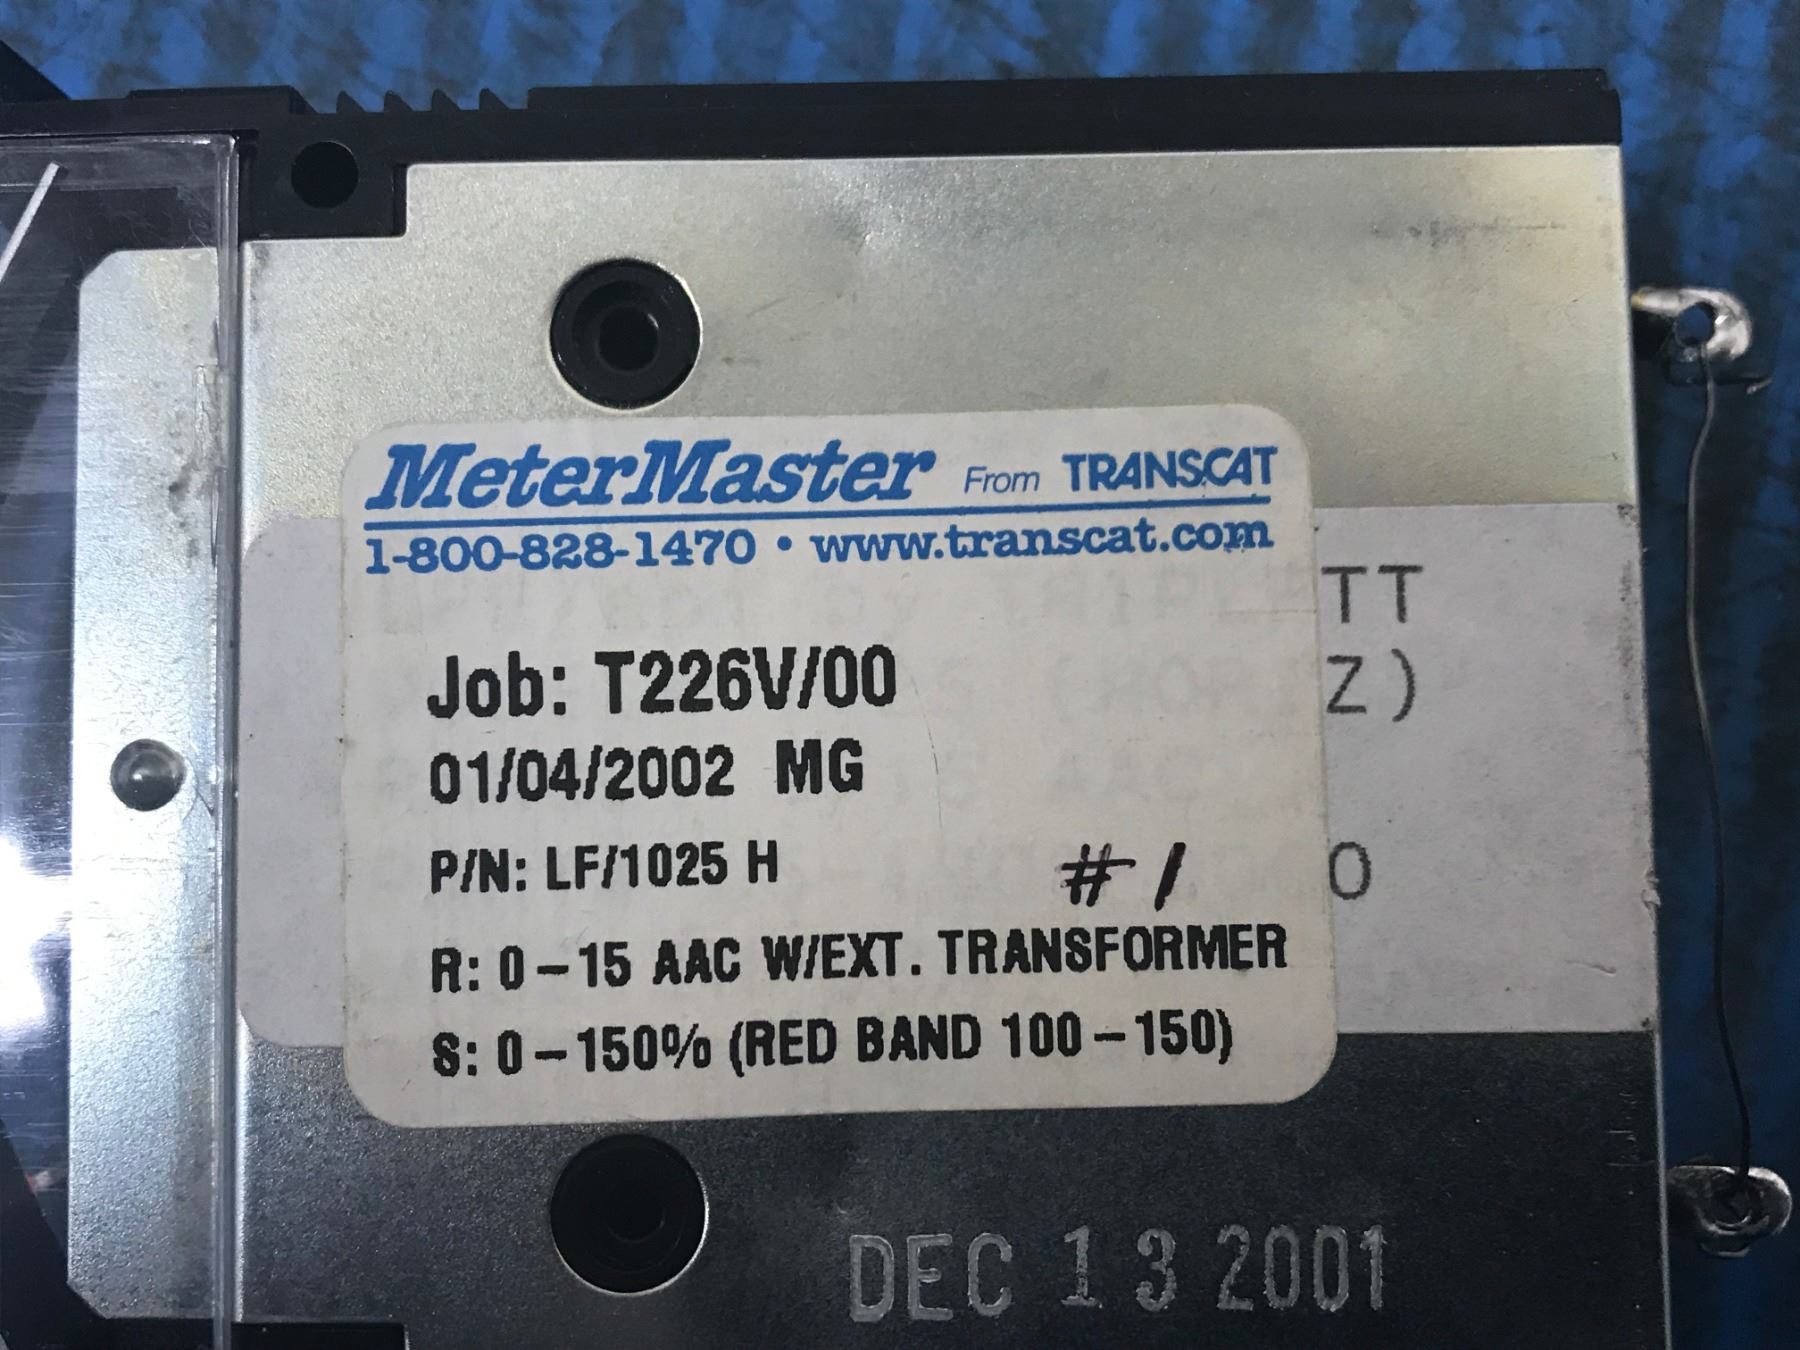 MeterMaster From TRANSCAT
1-800-828-1470 • www.transcat.com
TT
Job: T226V/00
Z)
01/04/2002 MG
P/N: LF/1025 H
# 1
O
R: 0-15 AAC W/EXT. TRANSFORMER
S: 0-150% (RED BAND 100-150)
DEC 13 2001